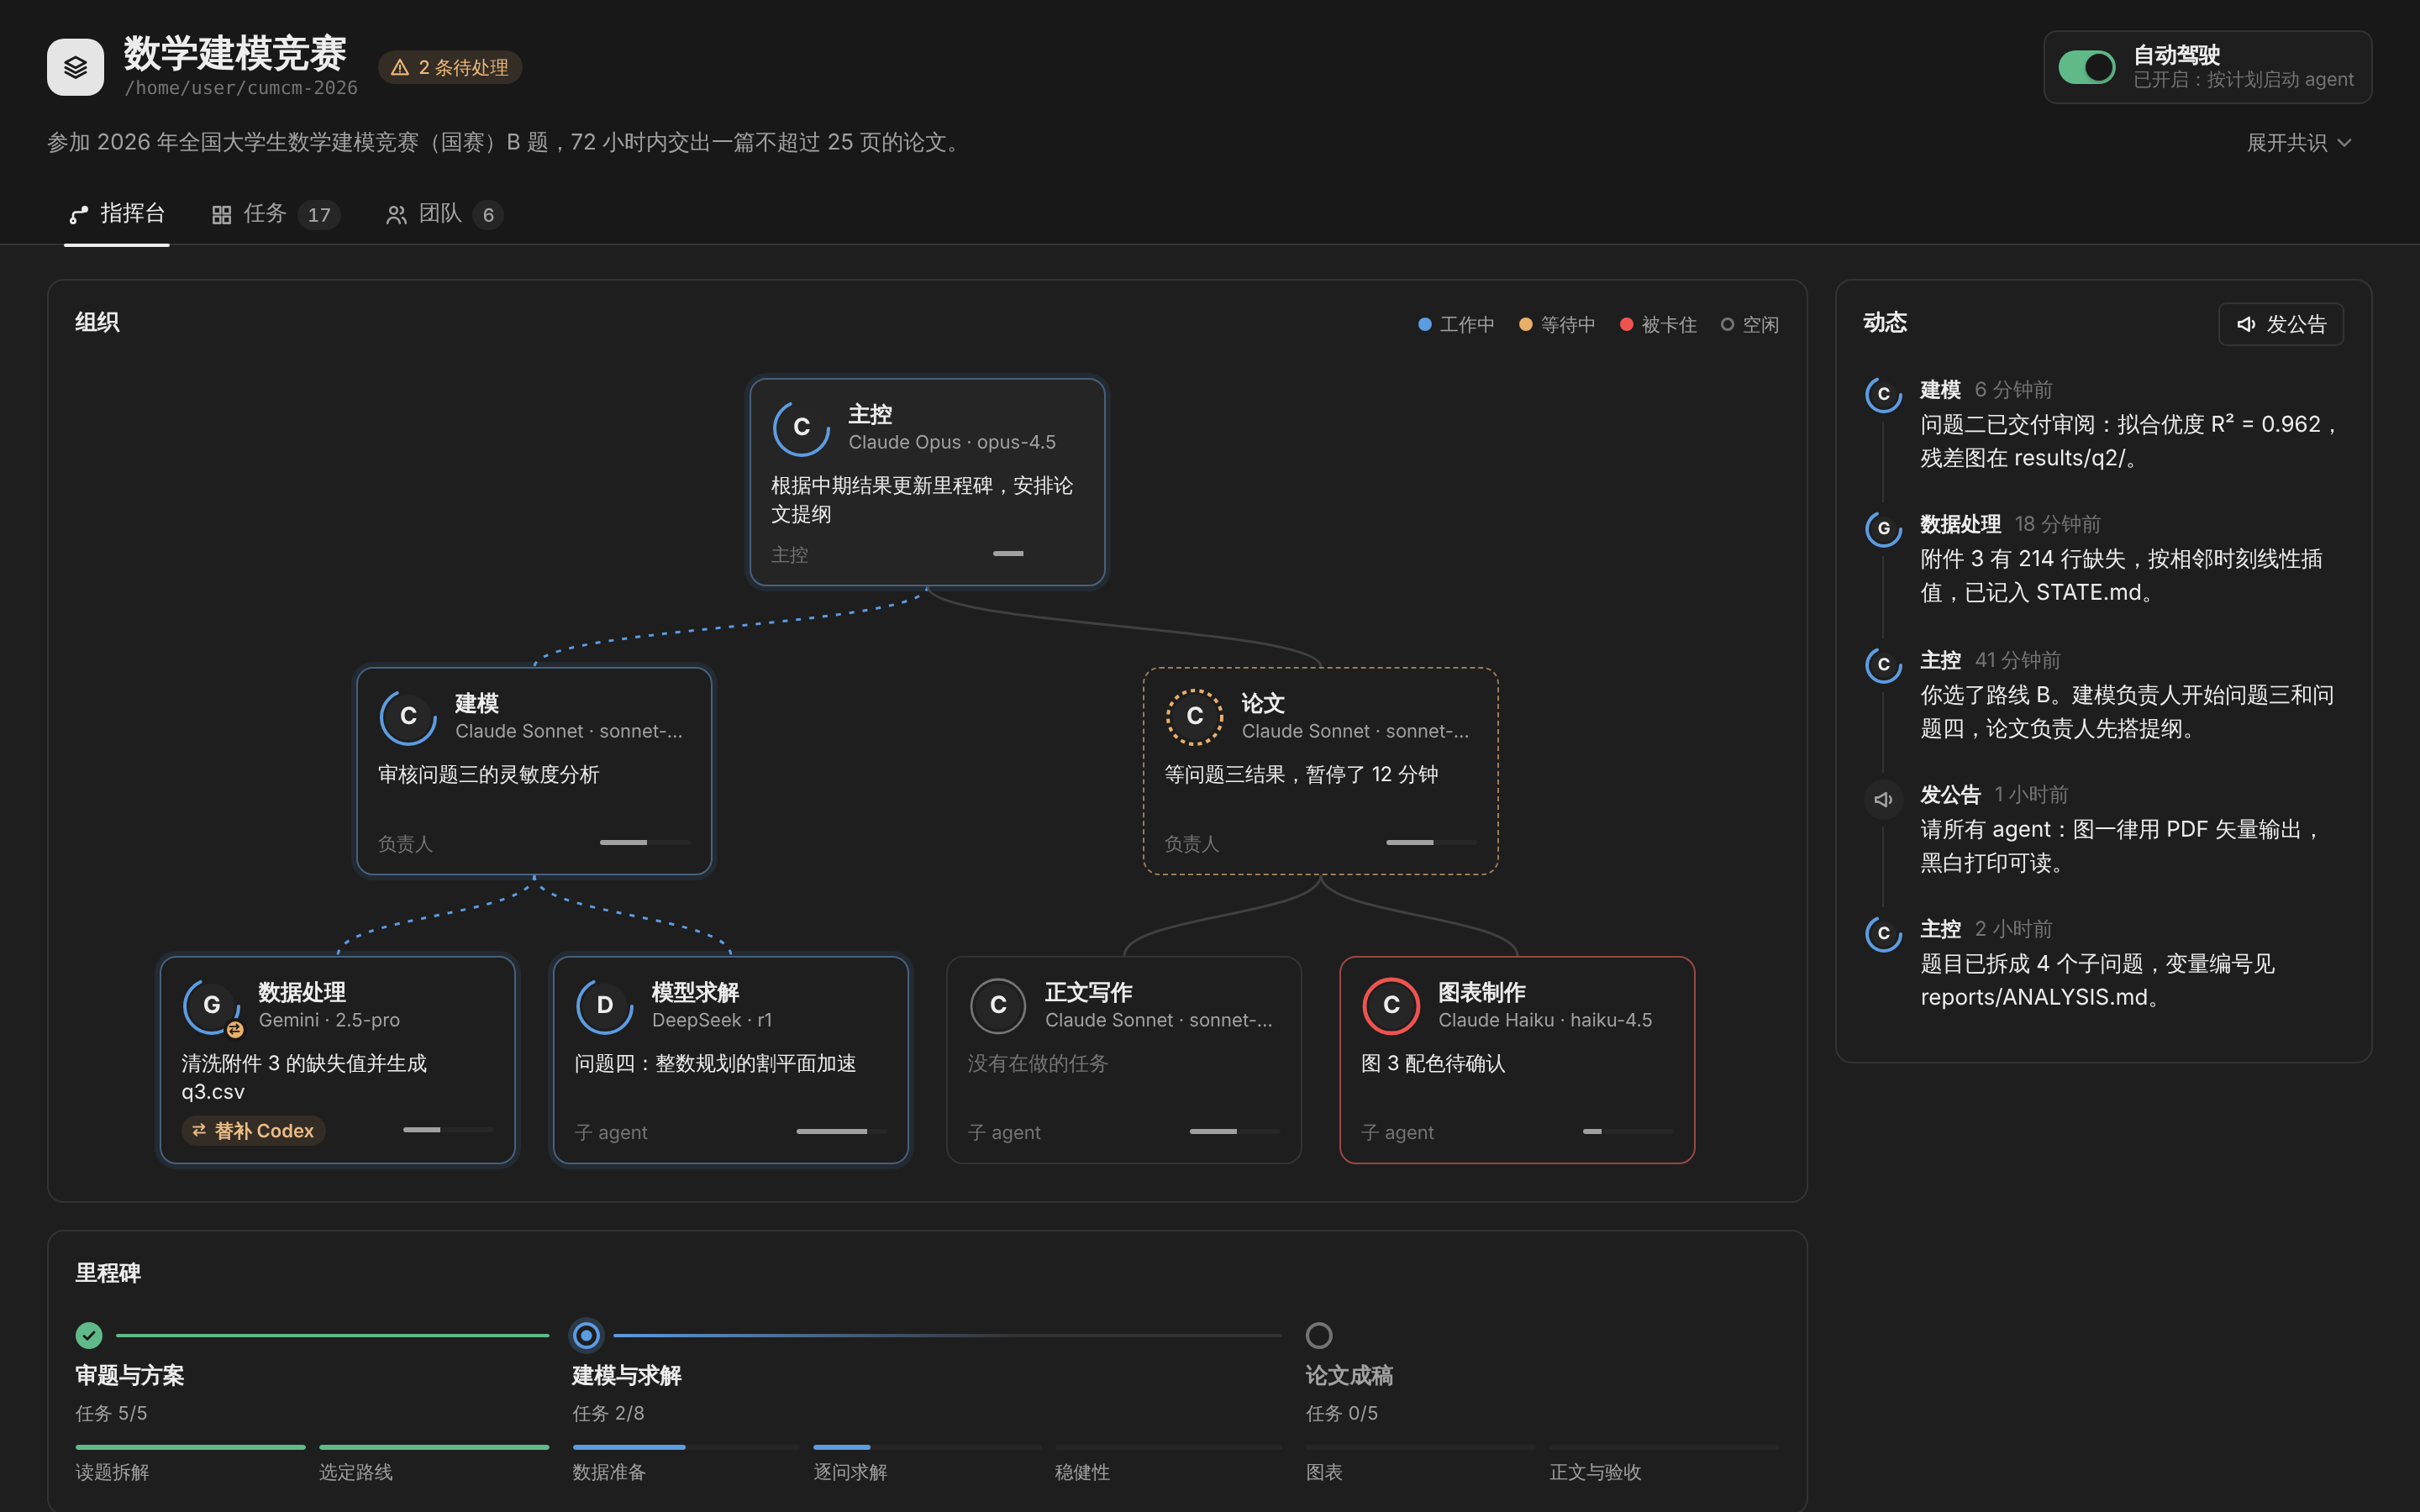 数学建模竞赛
/home/user/cumcm-2026
2 条待处理
自动驾驶
已开启：按计划启动 agent
参加 2026 年全国大学生数学建模竞赛（国赛）B 题，72 小时内交出一篇不超过 25 页的论文。
展开共识
指挥台
任务 17
团队 6
组织
工作中
等待中
被卡住
空闲
C
主控
Claude Opus · opus-4.5
根据中期结果更新里程碑，安排论
文提纲
主控
C
建模
Claude Sonnet · sonnet-...
审核问题三的灵敏度分析
负责人
C
论文
Claude Sonnet · sonnet-...
等问题三结果，暂停了 12 分钟
负责人
G
数据处理
Gemini · 2.5-pro
清洗附件 3 的缺失值并生成
q3.csv
替补 Codex
D
模型求解
DeepSeek · r1
问题四：整数规划的割平面加速
子 agent
C
正文写作
Claude Sonnet · sonnet-...
没有在做的任务
子 agent
C
图表制作
Claude Haiku · haiku-4.5
图 3 配色待确认
子 agent
动态
发公告
C
建模 6 分钟前
问题二已交付审阅：拟合优度 R² = 0.962，
残差图在 results/q2/。
G
数据处理 18 分钟前
附件 3 有 214 行缺失，按相邻时刻线性插
值，已记入 STATE.md。
C
主控 41 分钟前
你选了路线 B。建模负责人开始问题三和问
题四，论文负责人先搭提纲。
发公告 1 小时前
请所有 agent：图一律用 PDF 矢量输出，
黑白打印可读。
C
主控 2 小时前
题目已拆成 4 个子问题，变量编号见
reports/ANALYSIS.md。
里程碑
审题与方案
任务 5/5
读题拆解
选定路线
建模与求解
任务 2/8
数据准备
逐问求解
稳健性
论文成稿
任务 0/5
图表
正文与验收